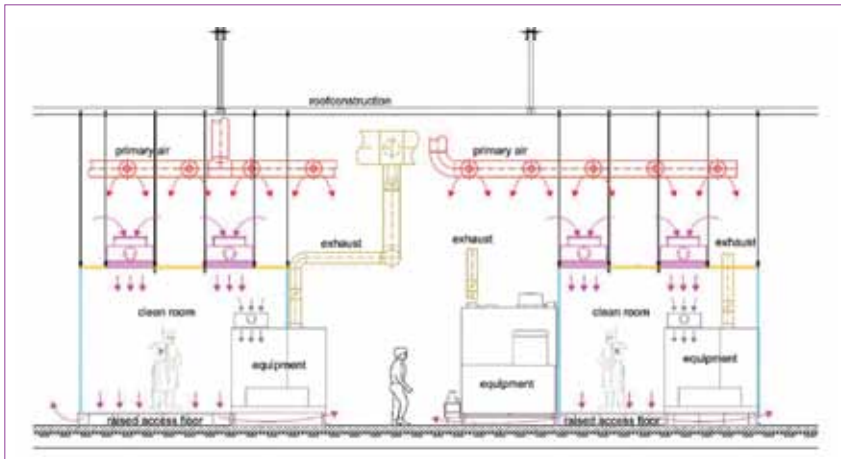 roofconstruction
primary air
primary air
exhaust
exhaust
exhaust
clean room
clean room
equipment
equipment
equipment
raised access floor
raised access floor